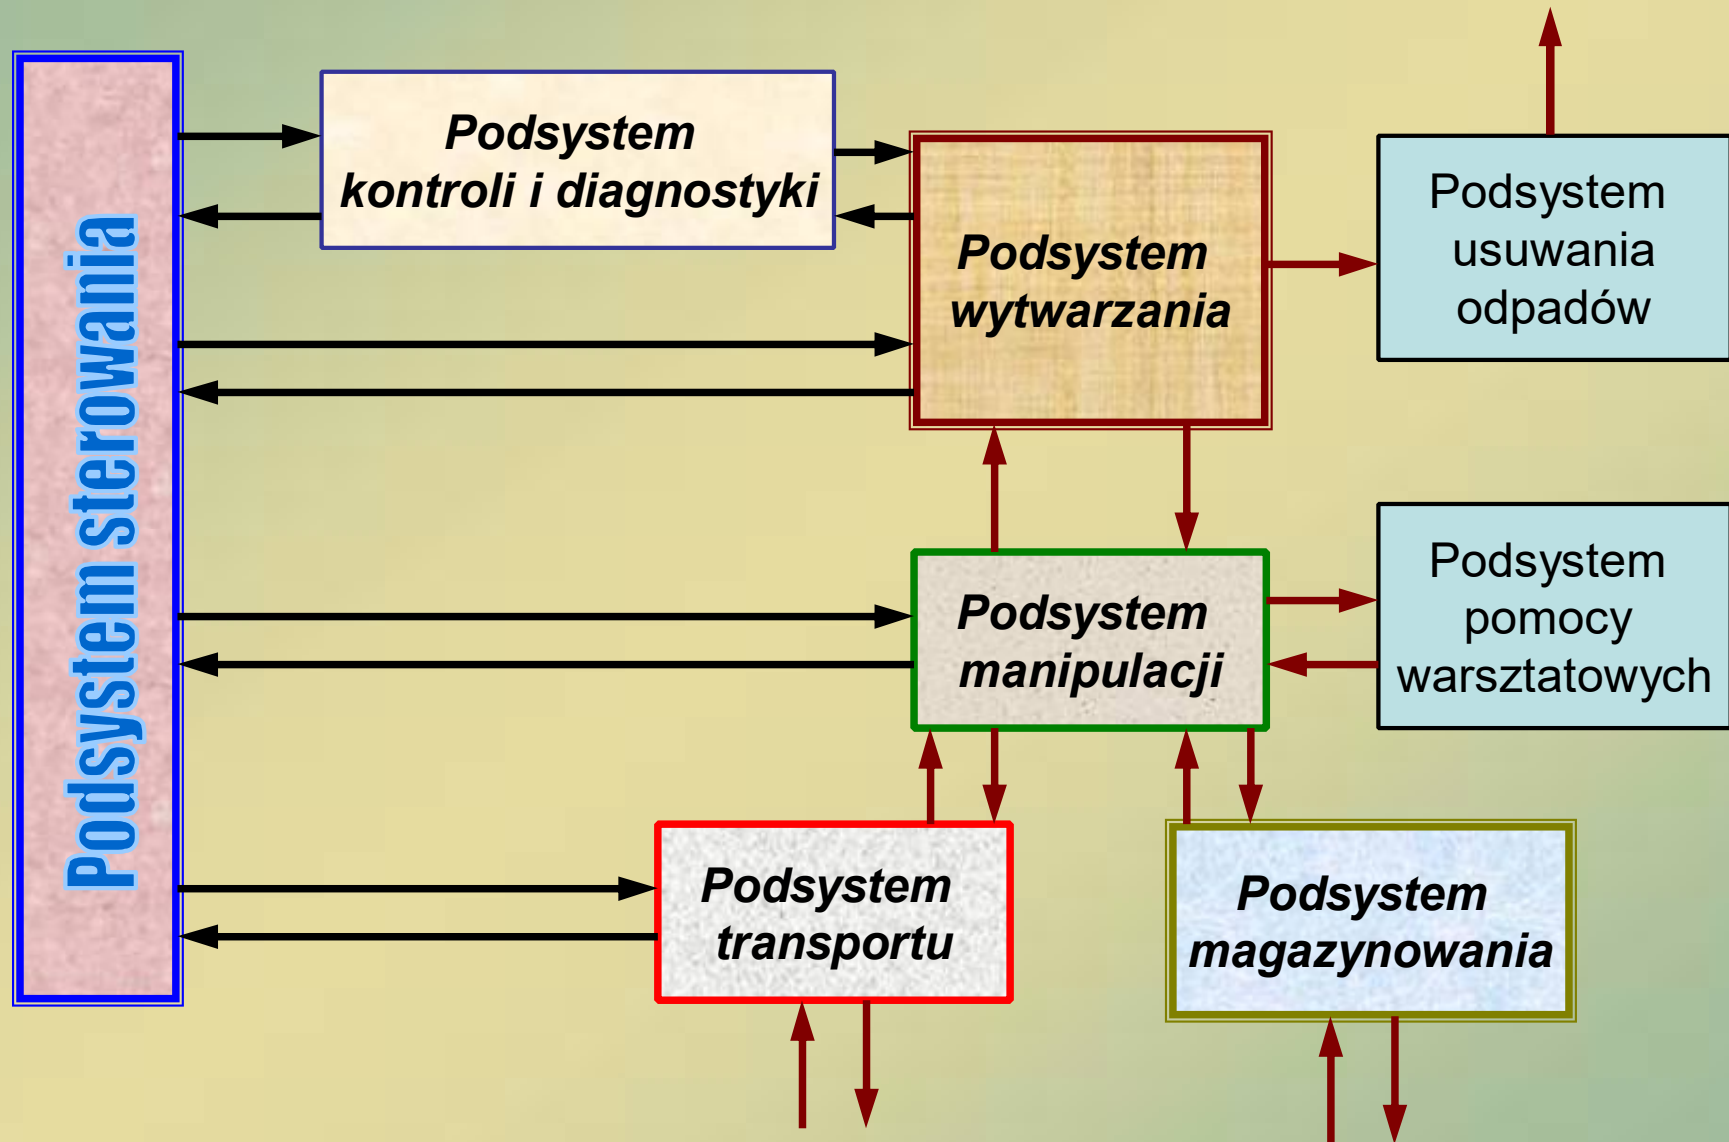 Podsystem sterowania
Podsystem
kontroli i diagnostyki
Podsystem
wytwarzania
Podsystem
usuwania
odpadów
Podsystem
manipulacji
Podsystem
pomocy
warsztatowych
Podsystem
transportu
Podsystem
magazynowania